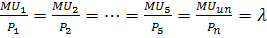 MU₁/P₁ = MU₂/P₂ = ⋯ = MU₅/P₅ = MUᵤₙ/Pₙ = λ